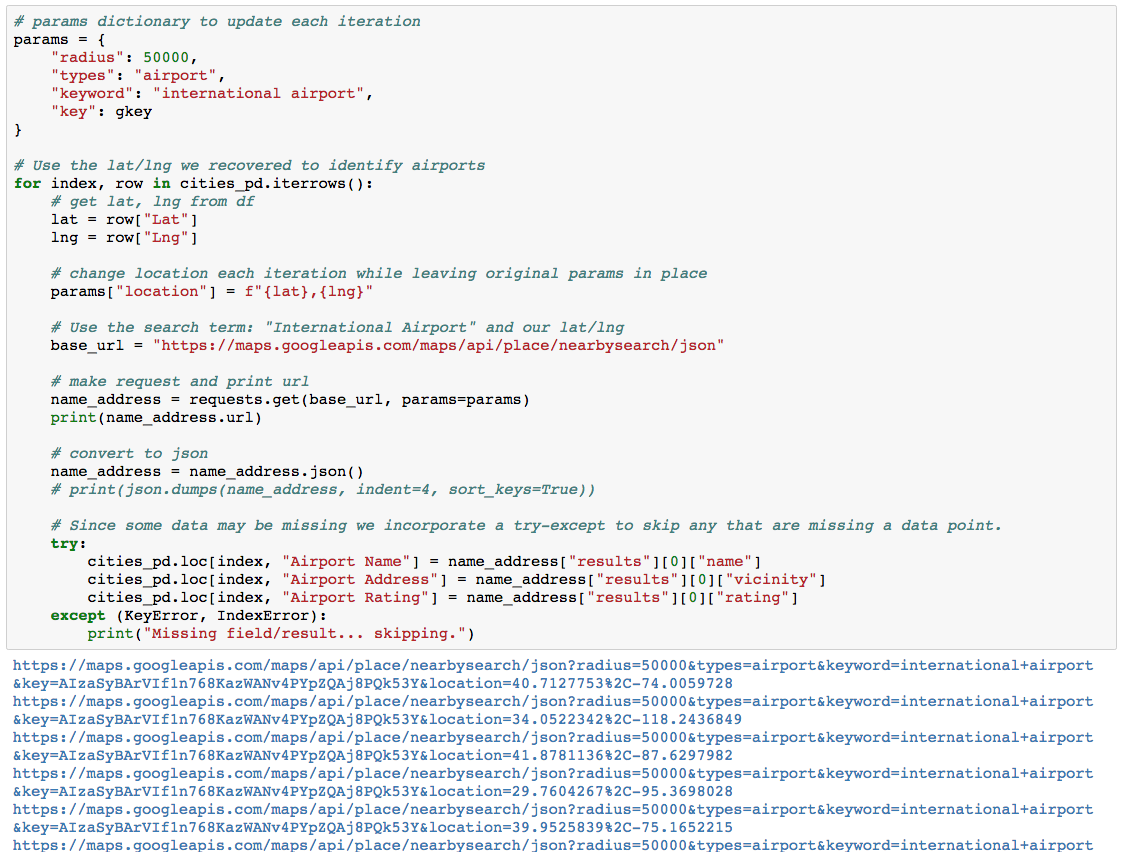 # params dictionary to update each iteration
params = {
    "radius": 50000,
    "types": "airport",
    "keyword": "international airport",
    "key": gkey
}
# Use the lat/lng we recovered to identify airports
for index, row in cities_pd.iterrows():
    # get lat, lng from df
    lat = row["Lat"]
    lng = row["Lng"]
    # change location each iteration while leaving original params in place
    params["location"] = f"{lat},{lng}"
    # Use the search term: "International Airport" and our lat/lng
    base_url = "https://maps.googleapis.com/maps/api/place/nearbysearch/json"
    # make request and print url
    name_address = requests.get(base_url, params=params)
    print(name_address.url)
    # convert to json
    name_address = name_address.json()
    # print(json.dumps(name_address, indent=4, sort_keys=True))
    # Since some data may be missing we incorporate a try-except to skip any that are missing a data point.
    try:
        cities_pd.loc[index, "Airport Name"] = name_address["results"][0]["name"]
        cities_pd.loc[index, "Airport Address"] = name_address["results"][0]["vicinity"]
        cities_pd.loc[index, "Airport Rating"] = name_address["results"][0]["rating"]
    except (KeyError, IndexError):
        print("Missing field/result... skipping.")
https://maps.googleapis.com/maps/api/place/nearbysearch/json?radius=50000&types=airport&keyword=international+airport
&key=AIzaSyBArVIf1n768KazWANv4PYpZQAj8PQk53Y&location=40.7127753%2C-74.0059728
https://maps.googleapis.com/maps/api/place/nearbysearch/json?radius=50000&types=airport&keyword=international+airport
&key=AIzaSyBArVIf1n768KazWANv4PYpZQAj8PQk53Y&location=34.0522342%2C-118.2436849
https://maps.googleapis.com/maps/api/place/nearbysearch/json?radius=50000&types=airport&keyword=international+airport
&key=AIzaSyBArVIf1n768KazWANv4PYpZQAj8PQk53Y&location=41.8781136%2C-87.6297982
https://maps.googleapis.com/maps/api/place/nearbysearch/json?radius=50000&types=airport&keyword=international+airport
&key=AIzaSyBArVIf1n768KazWANv4PYpZQAj8PQk53Y&location=29.7604267%2C-95.3698028
https://maps.googleapis.com/maps/api/place/nearbysearch/json?radius=50000&types=airport&keyword=international+airport
&key=AIzaSyBArVIf1n768KazWANv4PYpZQAj8PQk53Y&location=39.9525839%2C-75.1652215
https://maps.googleapis.com/maps/api/place/nearbysearch/json?radius=50000&types=airport&keyword=international+airport